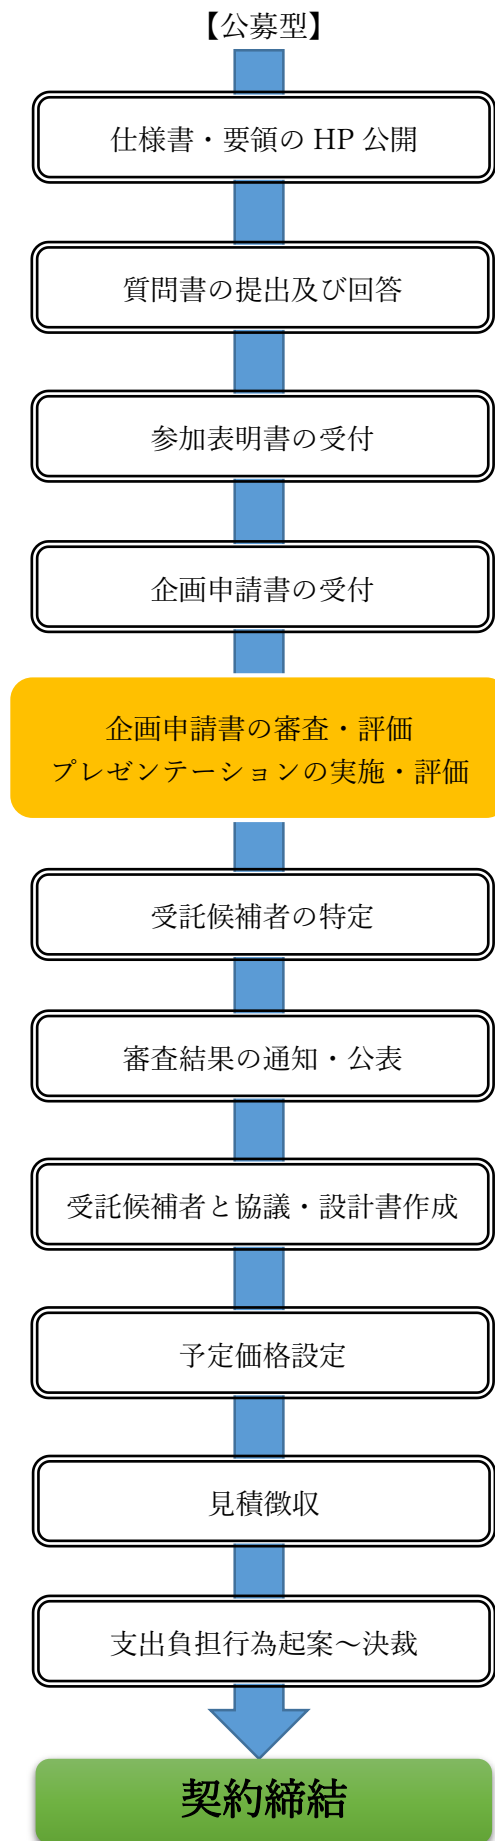 【公募型】
仕様書・要領の HP 公開
質問書の提出及び回答
参加表明書の受付
企画申請書の受付
企画申請書の審査・評価
プレゼンテーションの実施・評価
受託候補者の特定
審査結果の通知・公表
受託候補者と協議・設計書作成
予定価格設定
見積徴収
支出負担行為起案～決裁
契約締結